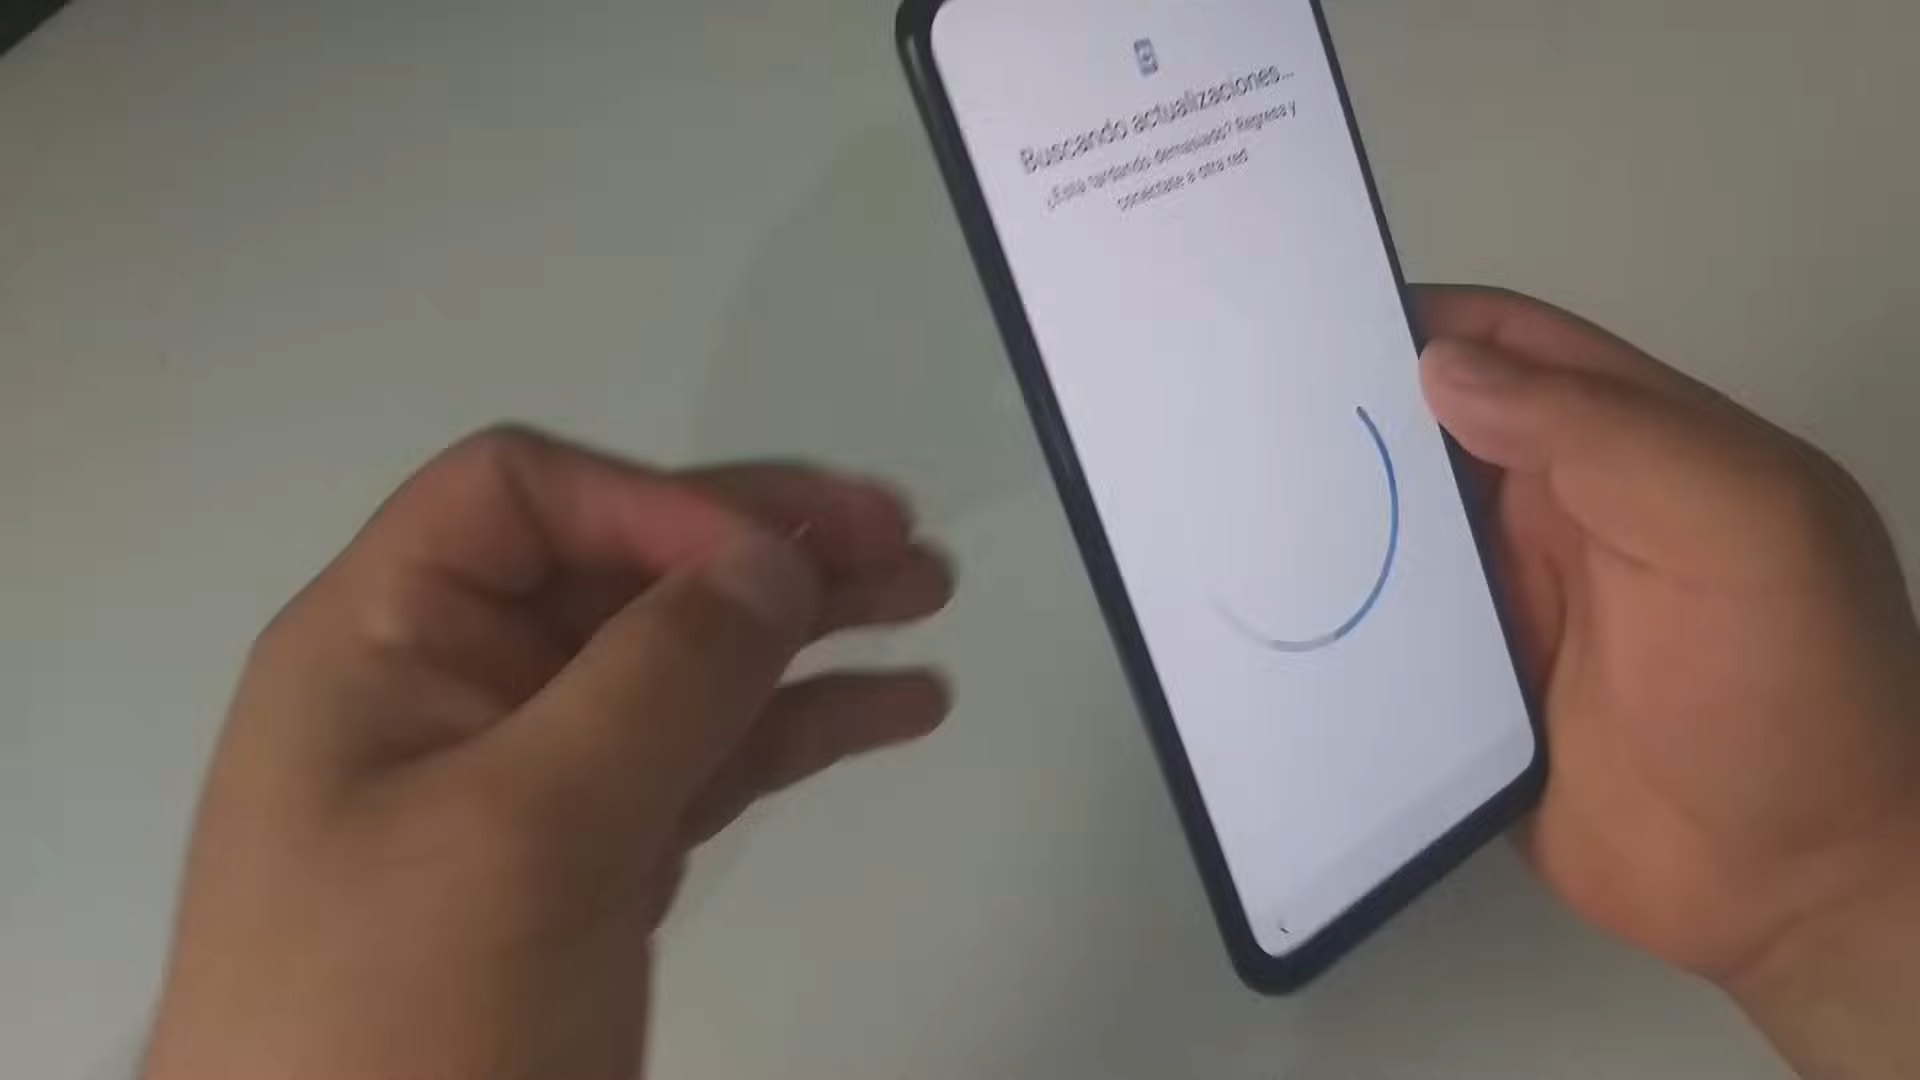 Buscando actualizaciones...
¿Está tardando demasiado? Regresa y
conéctate a otra red